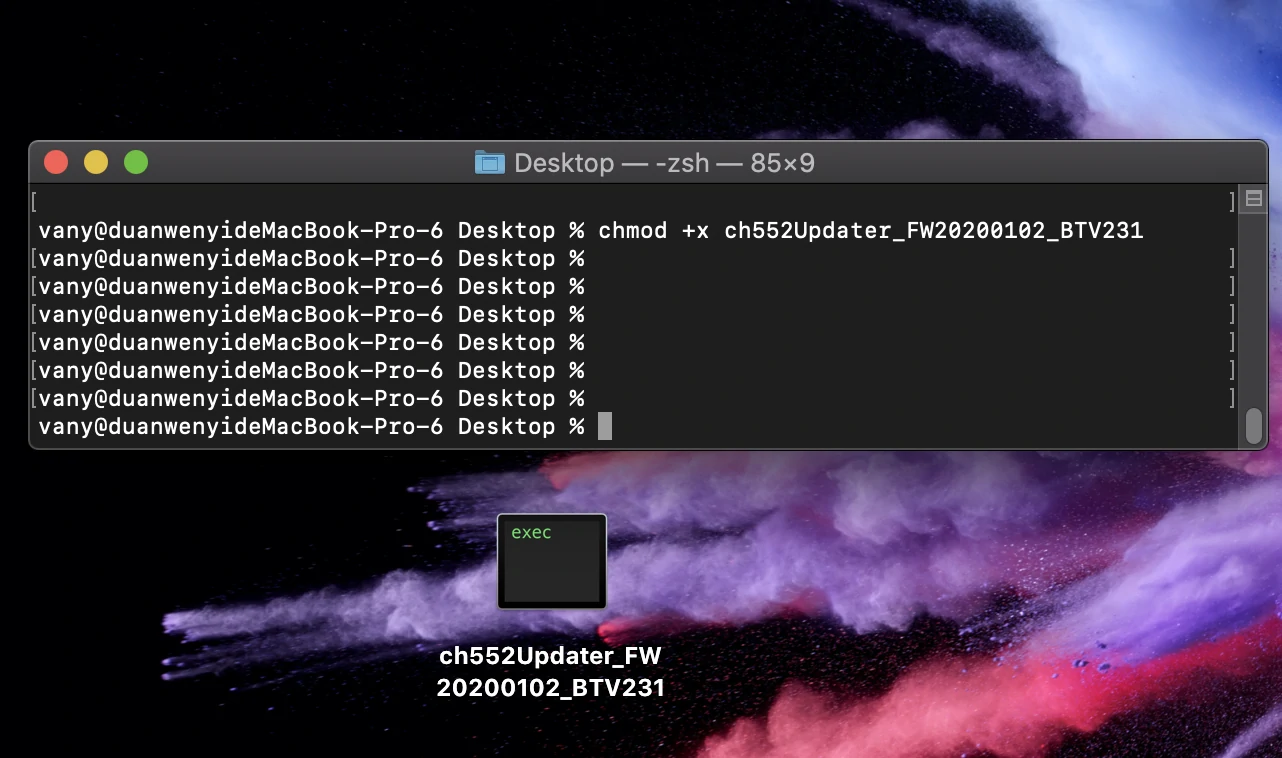 Desktop — -zsh — 85×9
[ ]
vany@duanwenyideMacBook-Pro-6 Desktop % chmod +x ch552Updater_FW20200102_BTV231
[vany@duanwenyideMacBook-Pro-6 Desktop % ]
[vany@duanwenyideMacBook-Pro-6 Desktop % ]
[vany@duanwenyideMacBook-Pro-6 Desktop % ]
[vany@duanwenyideMacBook-Pro-6 Desktop % ]
[vany@duanwenyideMacBook-Pro-6 Desktop % ]
[vany@duanwenyideMacBook-Pro-6 Desktop % ]
vany@duanwenyideMacBook-Pro-6 Desktop %
exec
ch552Updater_FW
20200102_BTV231